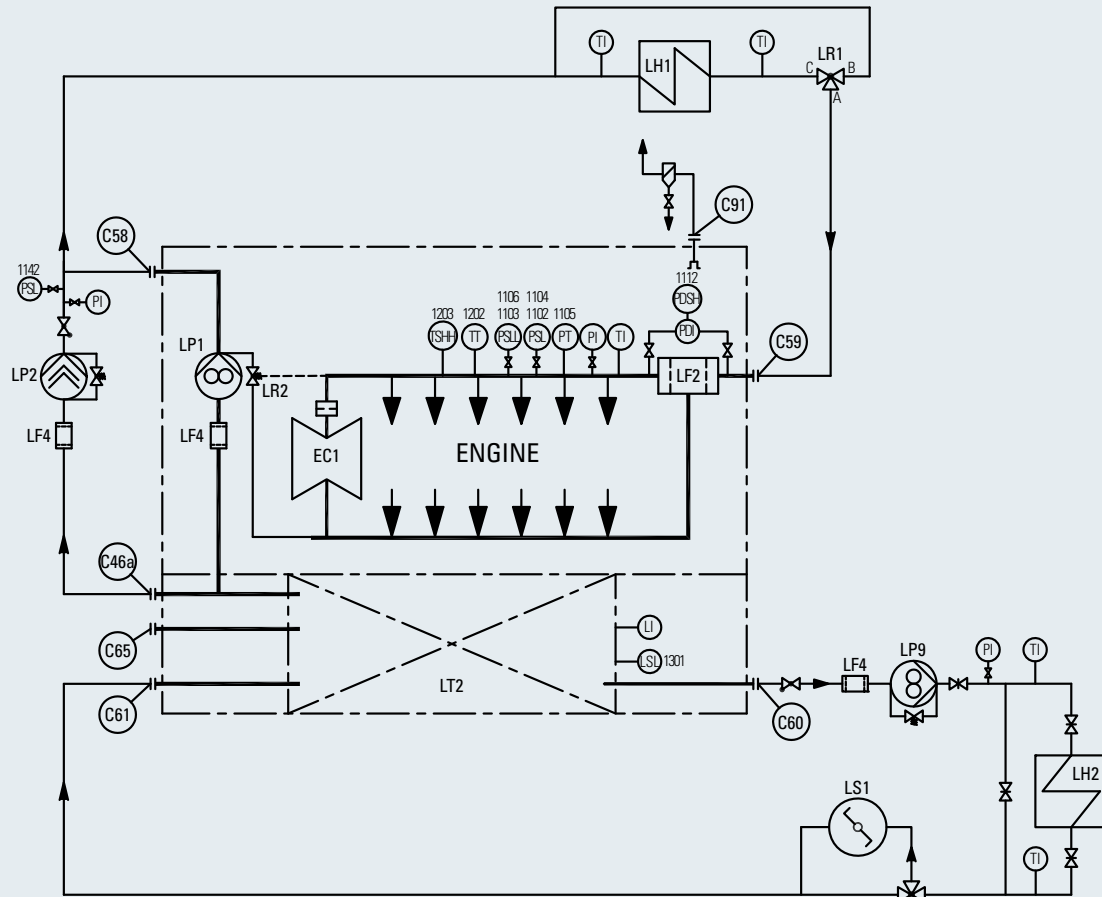 TI
TI
LH1
C
LR1
B
A
C91
C58
1142
PSL
PI
1112
PDSH
PDI
1106
1104
1203
1202
1103
1102
1105
TSHH
TT
PSLL
PSL
PT
PI
TI
C59
LP1
LP2
LR2
LF2
LF4
LF4
EC1
ENGINE
C46a
C65
C61
LI
LSL
1301
LT2
C60
LF4
LP9
PI
TI
LH2
LS1
TI